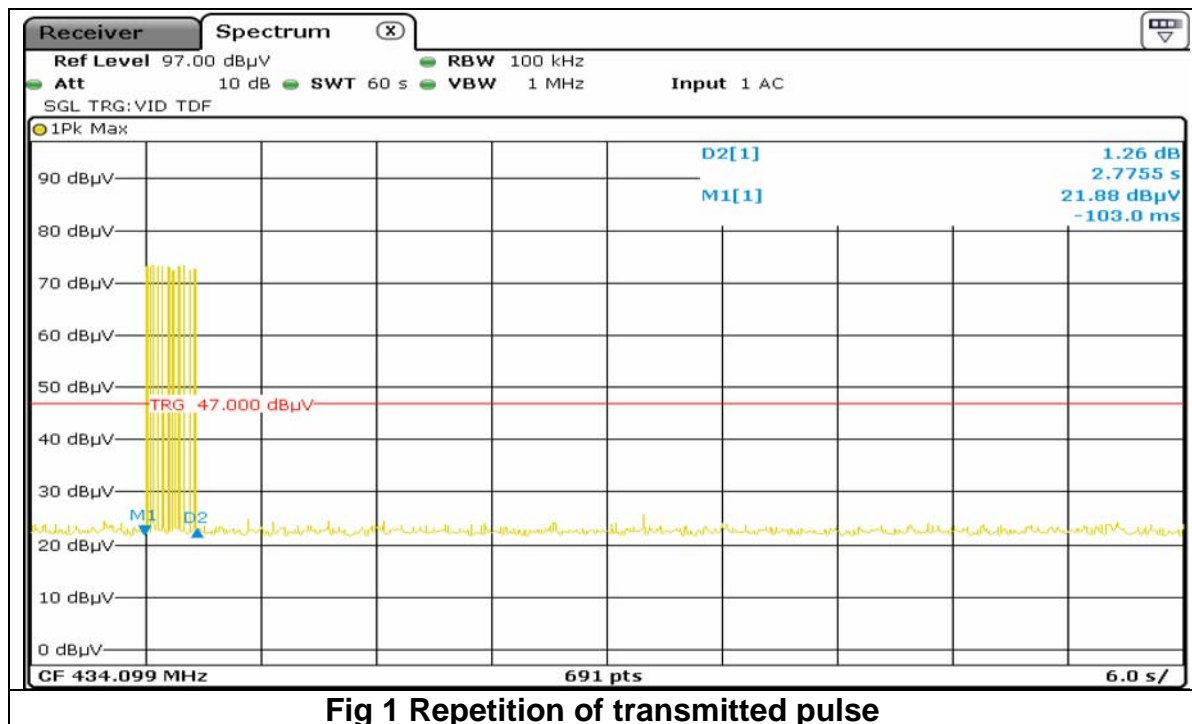 Receiver Spectrum X
Ref Level 97.00 dBµV RBW 100 kHz
Att 10 dB SWT 60 s VBW 1 MHz Input 1 AC
SGL TRG:VID TDF
1Pk Max
D2[1] 1.26 dB
2.7755 s
M1[1] 21.88 dBµV
-103.0 ms
90 dBµV
80 dBµV
70 dBµV
60 dBµV
50 dBµV
TRG 47.000 dBµV
40 dBµV
30 dBµV
M1 D2
20 dBµV
10 dBµV
0 dBµV
CF 434.099 MHz 691 pts 6.0 s/
Fig 1 Repetition of transmitted pulse